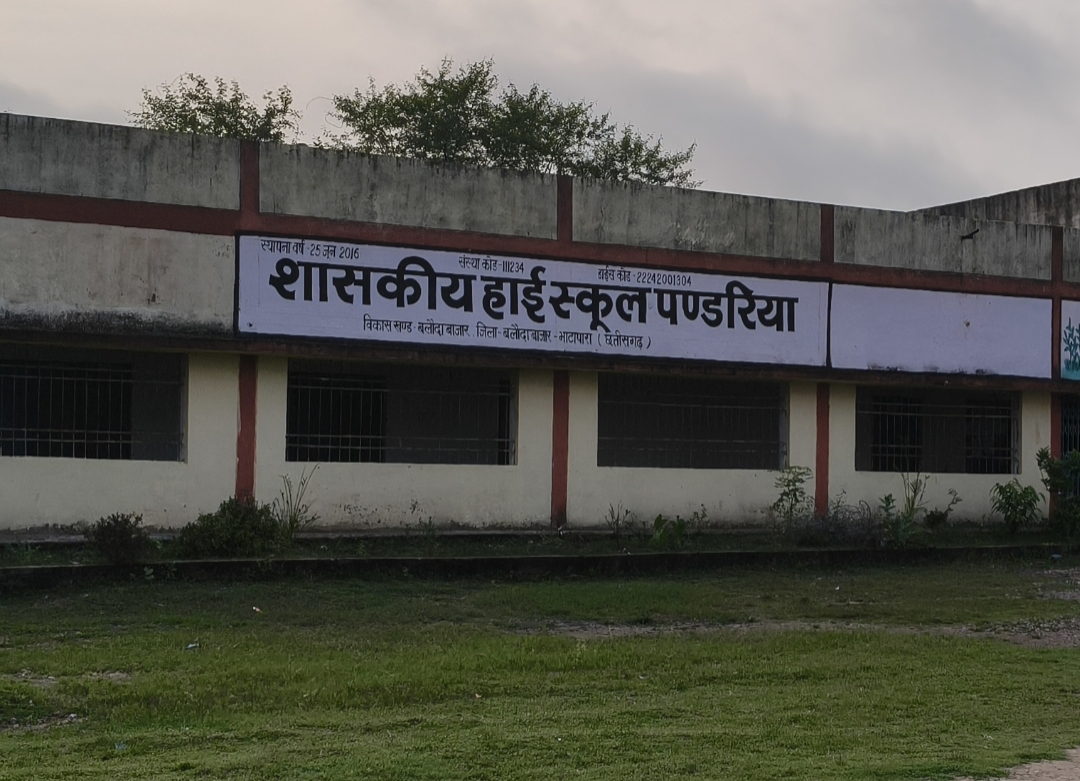 स्थापना वर्ष - 25 जून 2016 संस्था कोड - 111234 डाईस कोड - 22242001304
शासकीय हाई स्कूल पण्डरिया
विकास खण्ड - बलौदा बाजार. जिला - बलौदा बाजार - भाटापारा ( छत्तीसगढ़ )